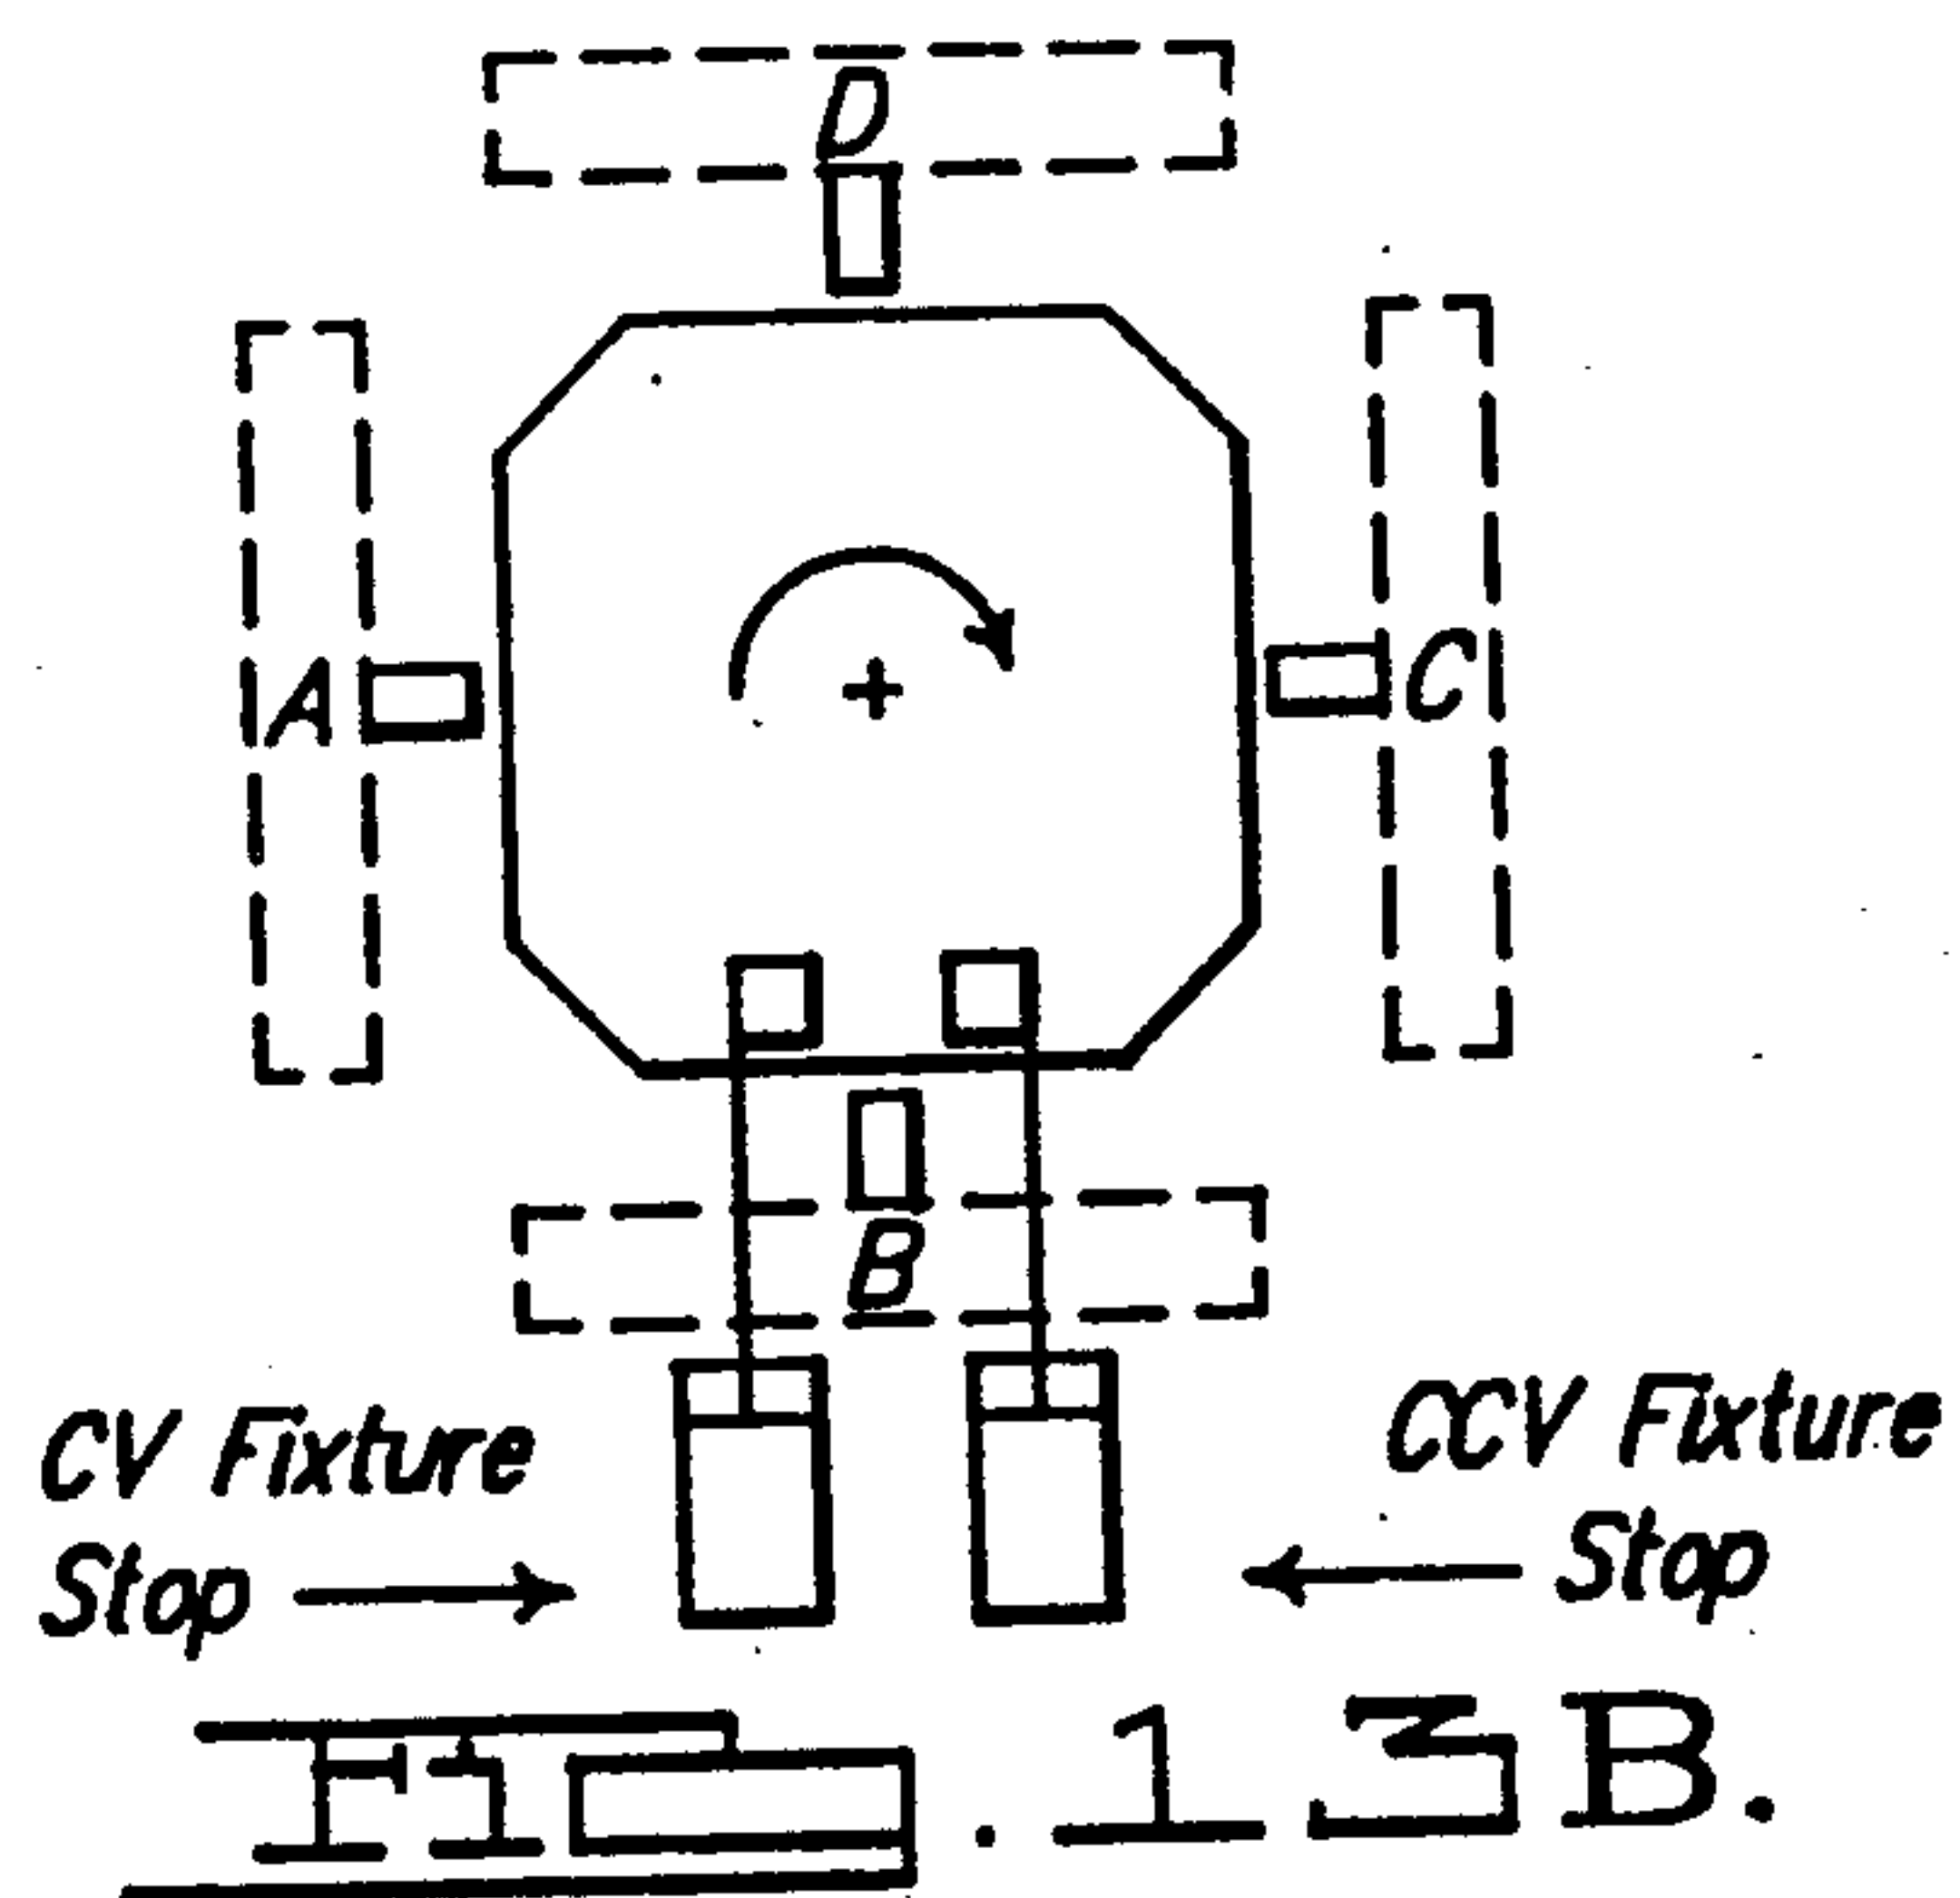 D
A
C
B
CV Fixture
Stop
CCV Fixture
Stop
Fig. 13B.